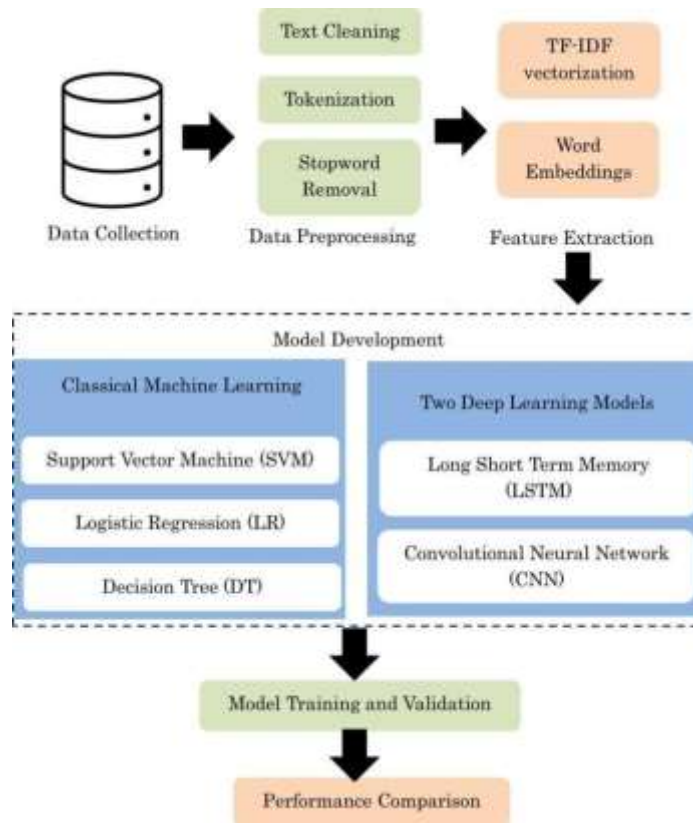 Text Cleaning
Tokenization
Stopword
Removal
TF-IDF
vectorization
Word
Embeddings
Data Collection
Data Preprocessing
Feature Extraction
Model Development
Classical Machine Learning
Support Vector Machine (SVM)
Logistic Regression (LR)
Decision Tree (DT)
Two Deep Learning Models
Long Short Term Memory
(LSTM)
Convolutional Neural Network
(CNN)
Model Training and Validation
Performance Comparison